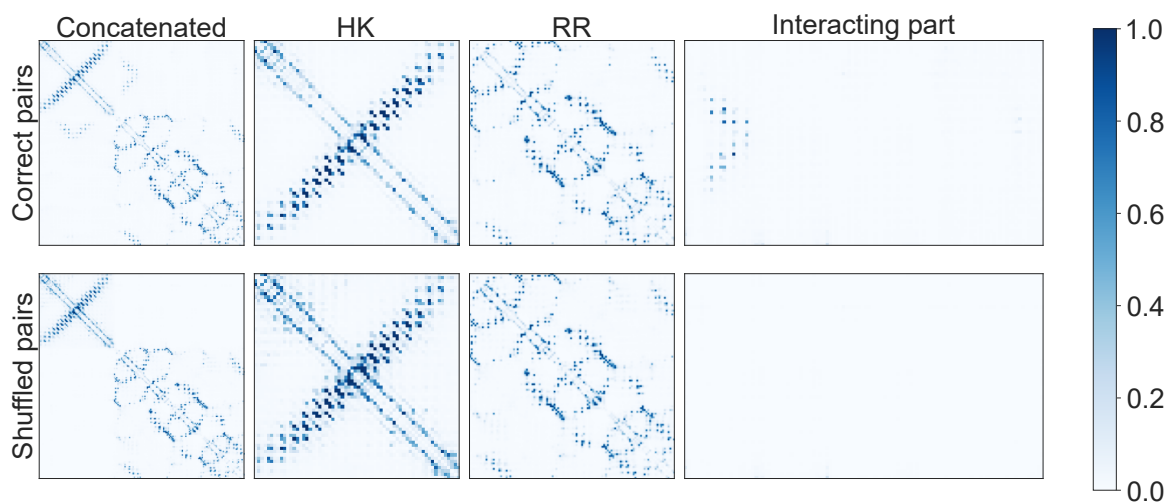 Concatenated HK RR Interacting part
Correct pairs
Shuffled pairs
1.0
0.8
0.6
0.4
0.2
0.0